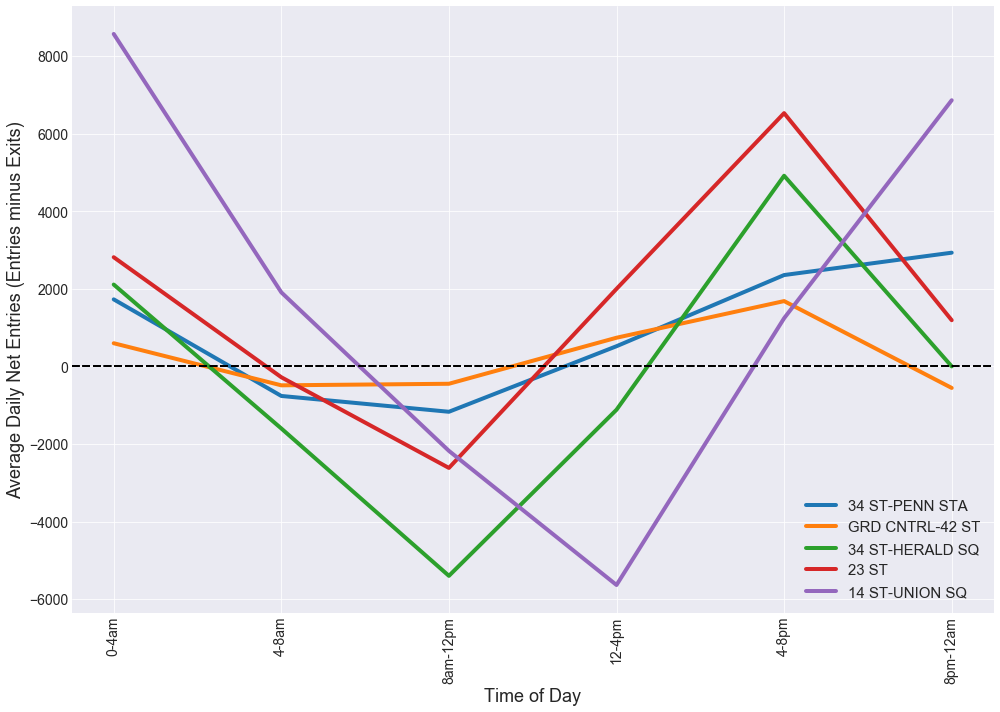 Average Daily Net Entries (Entries minus Exits)
8000
6000
4000
2000
0
−2000
−4000
−6000
34 ST-PENN STA
GRD CNTRL-42 ST
34 ST-HERALD SQ
23 ST
14 ST-UNION SQ
0-4am
4-8am
8am-12pm
12-4pm
4-8pm
8pm-12am
Time of Day